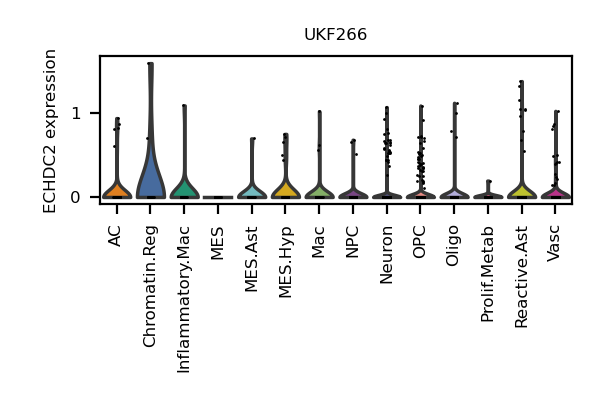 UKF266
ECHDC2 expression
1
0
AC
Chromatin.Reg
Inflammatory.Mac
MES
MES.Ast
MES.Hyp
Mac
NPC
Neuron
OPC
Oligo
Prolif.Metab
Reactive.Ast
Vasc